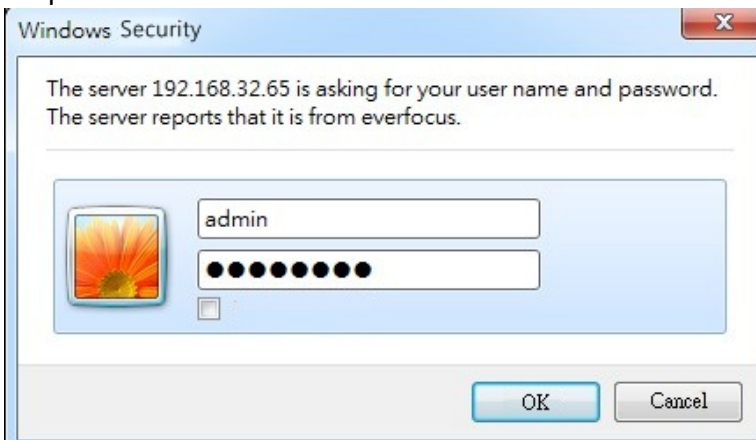 Windows Security
The server 192.168.32.65 is asking for your user name and password.
The server reports that it is from everfocus.
admin
●●●●●●●●
OK
Cancel